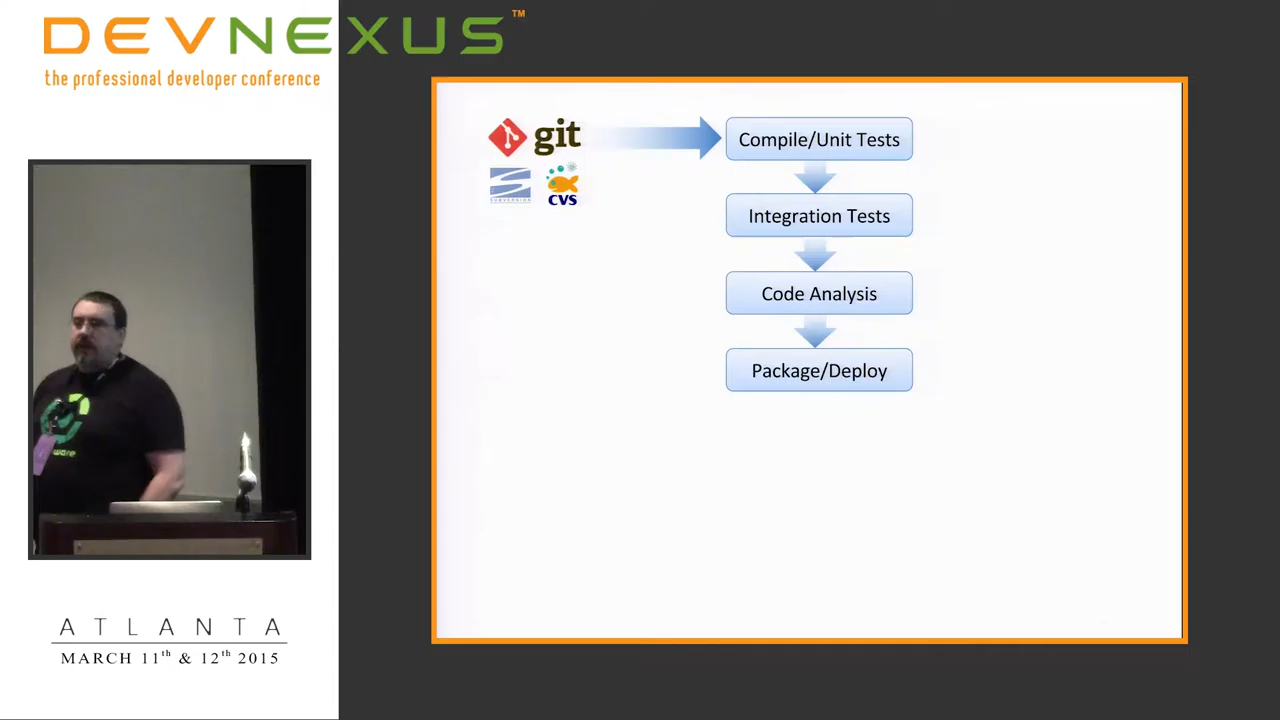 DEVNEXUS™
the professional developer conference
git
SUBVERSION
CVS
Compile/Unit Tests
Integration Tests
Code Analysis
Package/Deploy
ATLANTA
MARCH 11th & 12th 2015